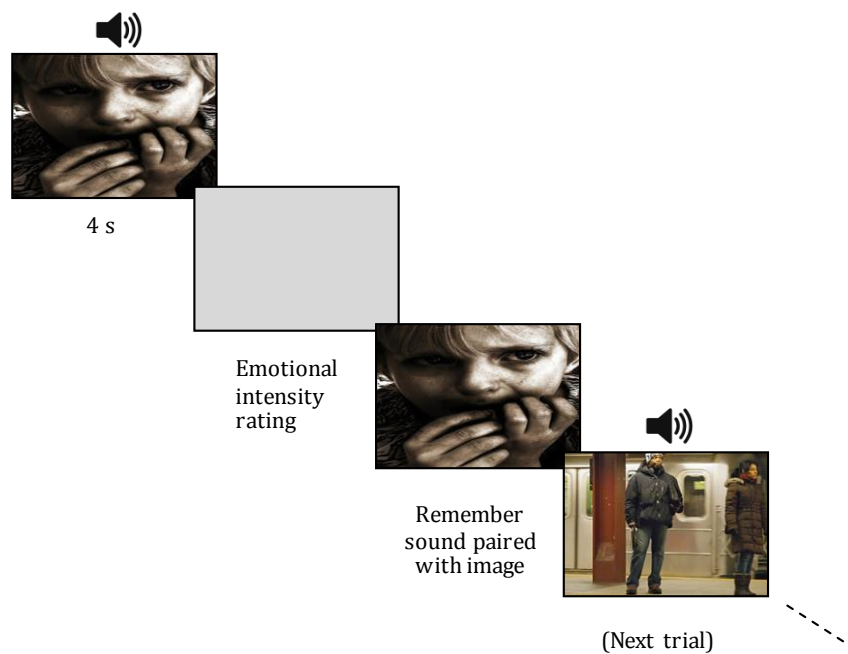 4 s
Emotional
intensity
rating
Remember
sound paired
with image
(Next trial)